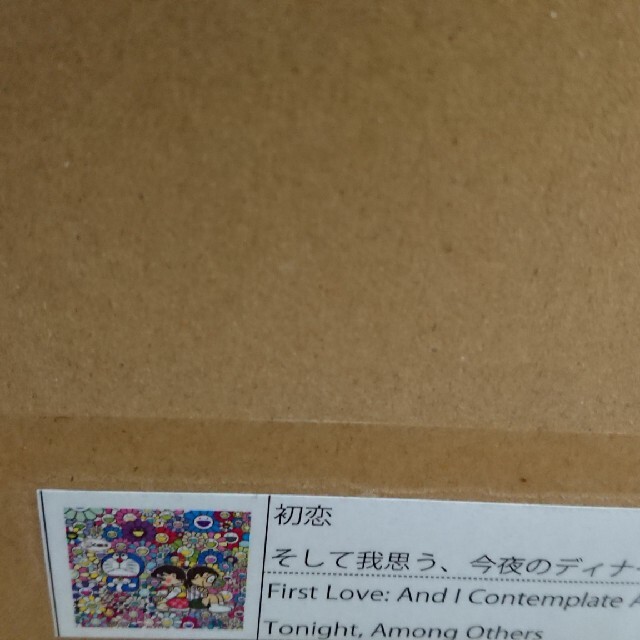 初恋
そして我思う、今夜のディナ
First Love: And I Contemplate
Tonight, Among Others